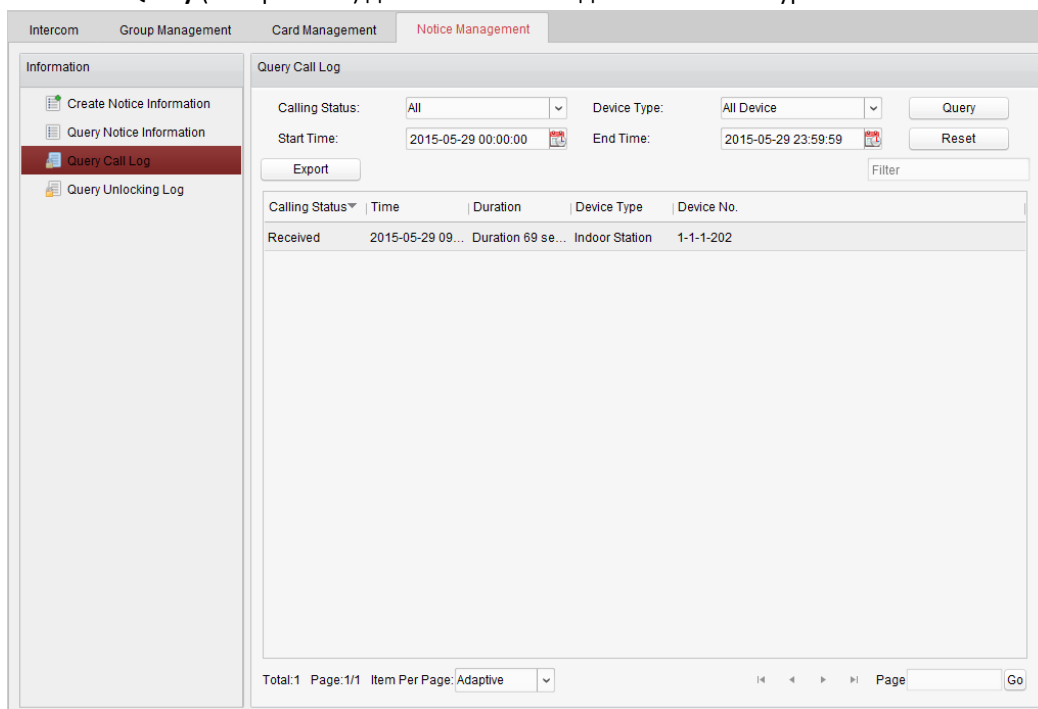 Query
Intercom Group Management Card Management Notice Management
Information
Create Notice Information
Query Notice Information
Query Call Log
Query Unlocking Log
Query Call Log
Calling Status: All Device Type: All Device Query
Start Time: 2015-05-29 00:00:00 End Time: 2015-05-29 23:59:59 Reset
Export Filter
Calling Status Time Duration Device Type Device No.
Received 2015-05-29 09... Duration 69 se... Indoor Station 1-1-1-202
Total:1 Page:1/1 Item Per Page: Adaptive Page Go